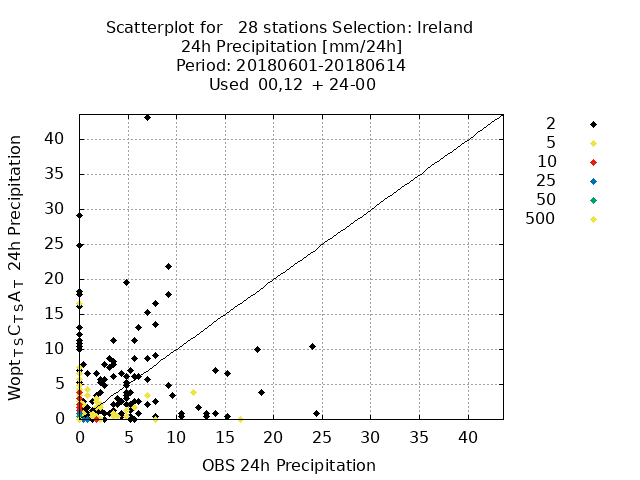 Scatterplot for 28 stations Selection: Ireland
24h Precipitation [mm/24h]
Period: 20180601-20180614
Used 00,12 + 24-00
2
5
10
25
50
500
40
35
30
25
20
15
10
5
0
WoptTSCTSAT 24h Precipitation
0 5 10 15 20 25 30 35 40
OBS 24h Precipitation